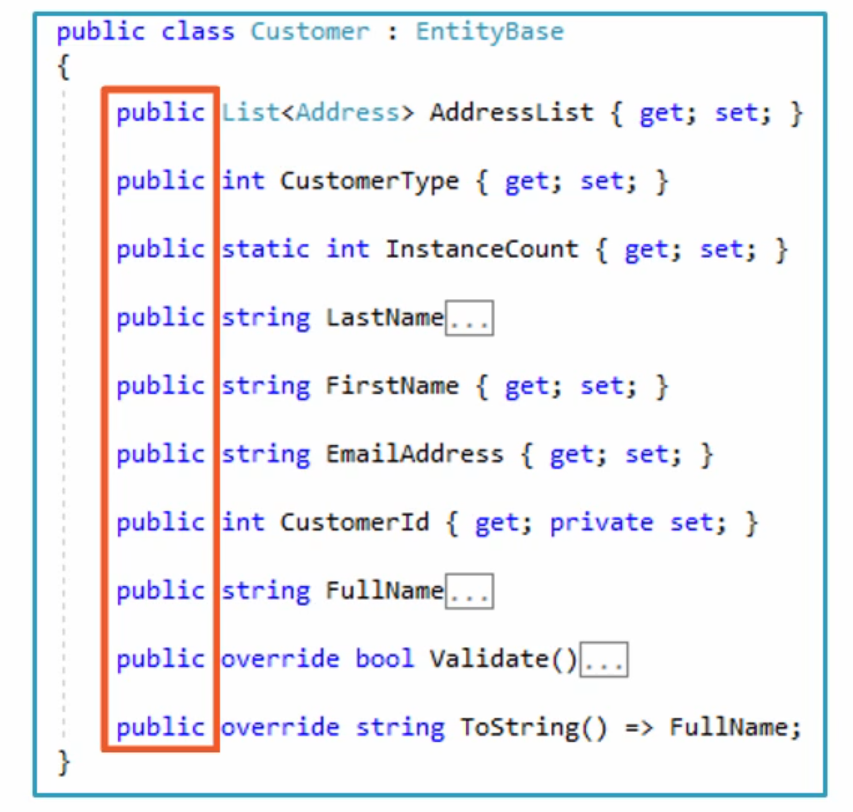 public class Customer : EntityBase
{
public List<Address> AddressList { get; set; }
public int CustomerType { get; set; }
public static int InstanceCount { get; set; }
public string LastName...
public string FirstName { get; set; }
public string EmailAddress { get; set; }
public int CustomerId { get; private set; }
public string FullName...
public override bool Validate()...
public override string ToString() => FullName;
}